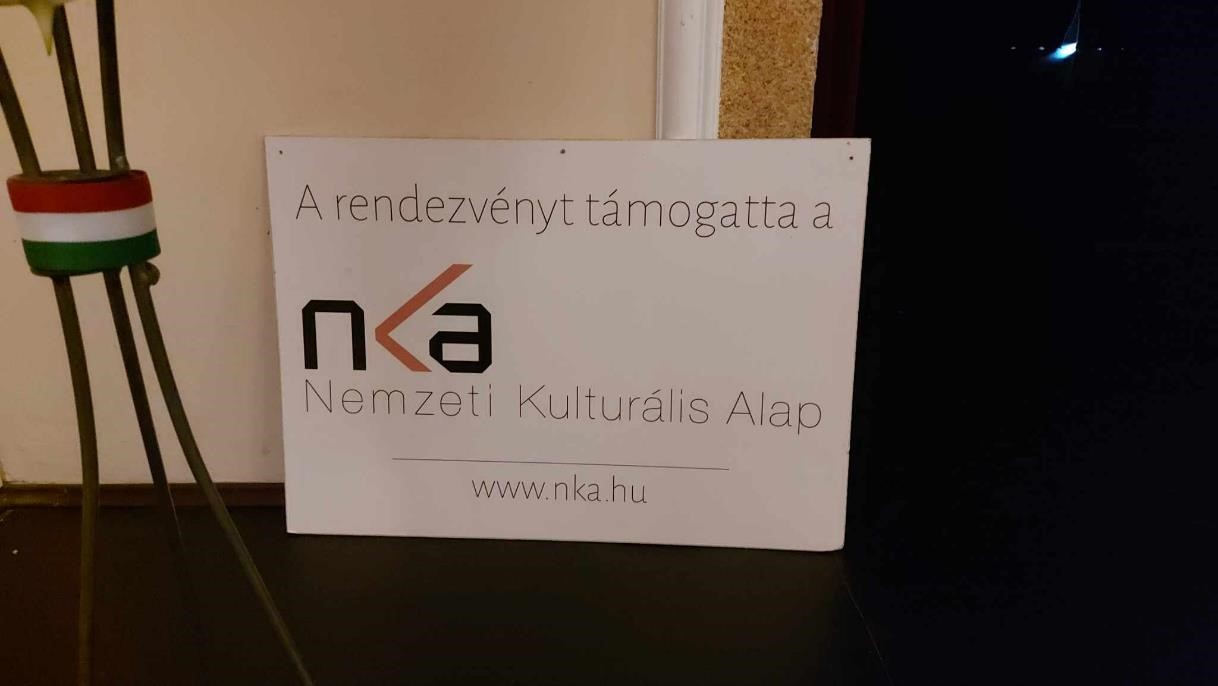 A rendezvényt támogatta a
nka
Nemzeti Kulturális Alap
www.nka.hu